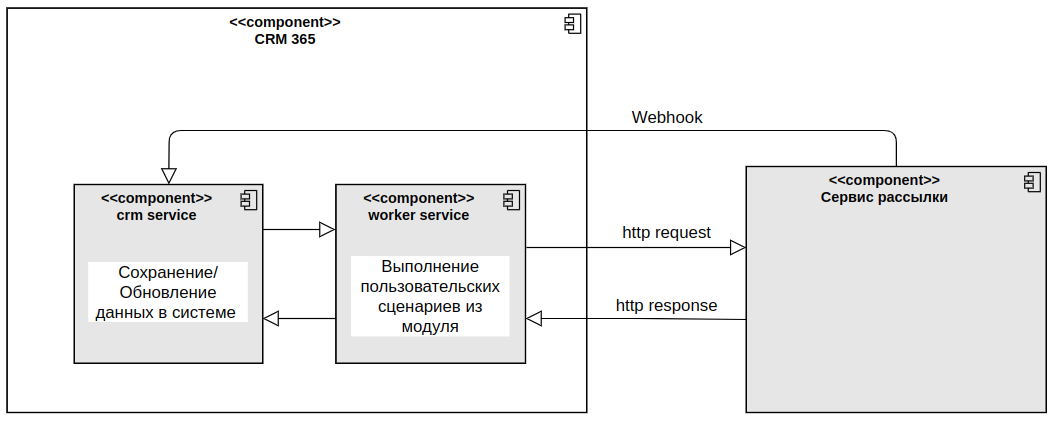 <<component>>
CRM 365
Webhook
<<component>>
crm service
Сохранение/
Обновление
данных в системе
<<component>>
worker service
Выполнение
пользовательских
сценариев из
модуля
http request
http response
<<component>>
Сервис рассылки